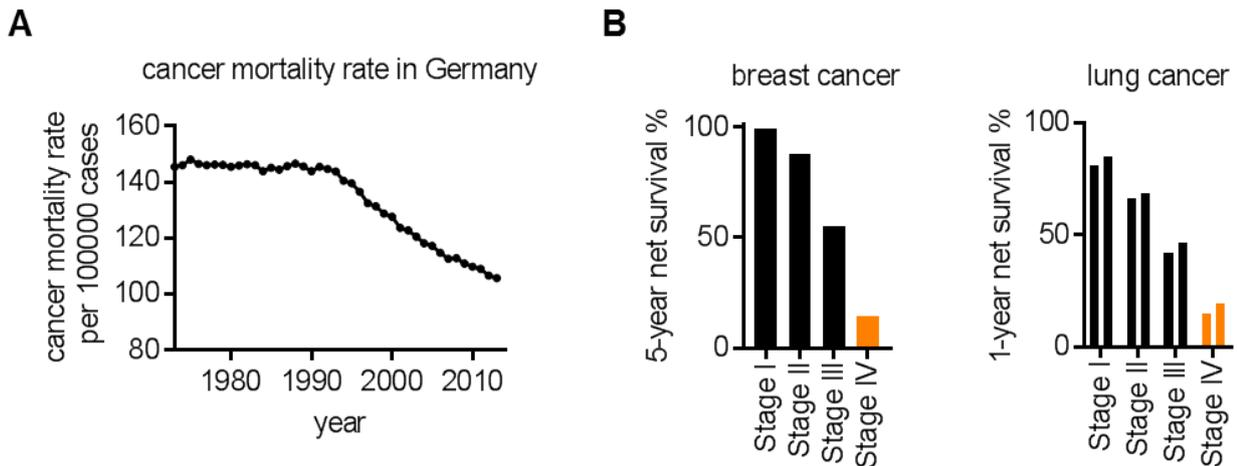 A
cancer mortality rate in Germany
cancer mortality rate
per 100000 cases
160
140
120
100
80
1980 1990 2000 2010
year
B
breast cancer
5-year net survival %
100
50
0
Stage I
Stage II
Stage III
Stage IV
lung cancer
1-year net survival %
100
50
0
Stage I
Stage II
Stage III
Stage IV